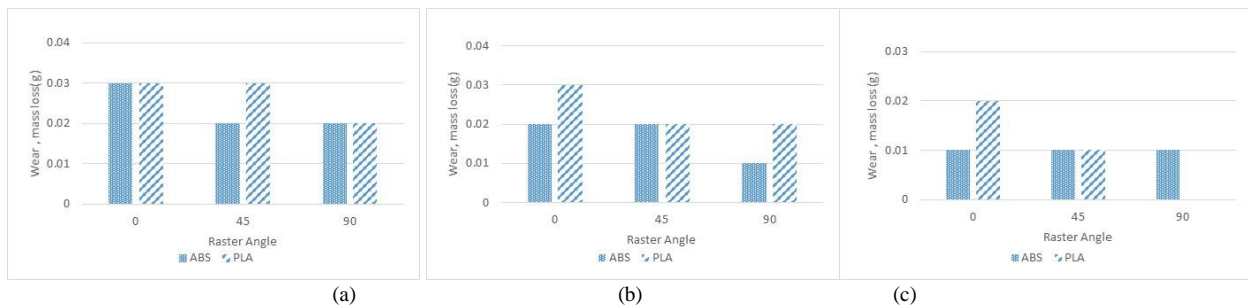 0.04
0.03
0.02
0.01
0
Wear , mass loss(g)
0 45 90
Raster Angle
ABS PLA
(a)
0.04
0.03
0.02
0.01
0
Wear, mass loss (g)
0 45 90
Raster Angle
ABS PLA
(b)
0.03
0.02
0.01
0
Wear , mass loss(g)
0 45 90
Raster Angle
ABS PLA
(c)